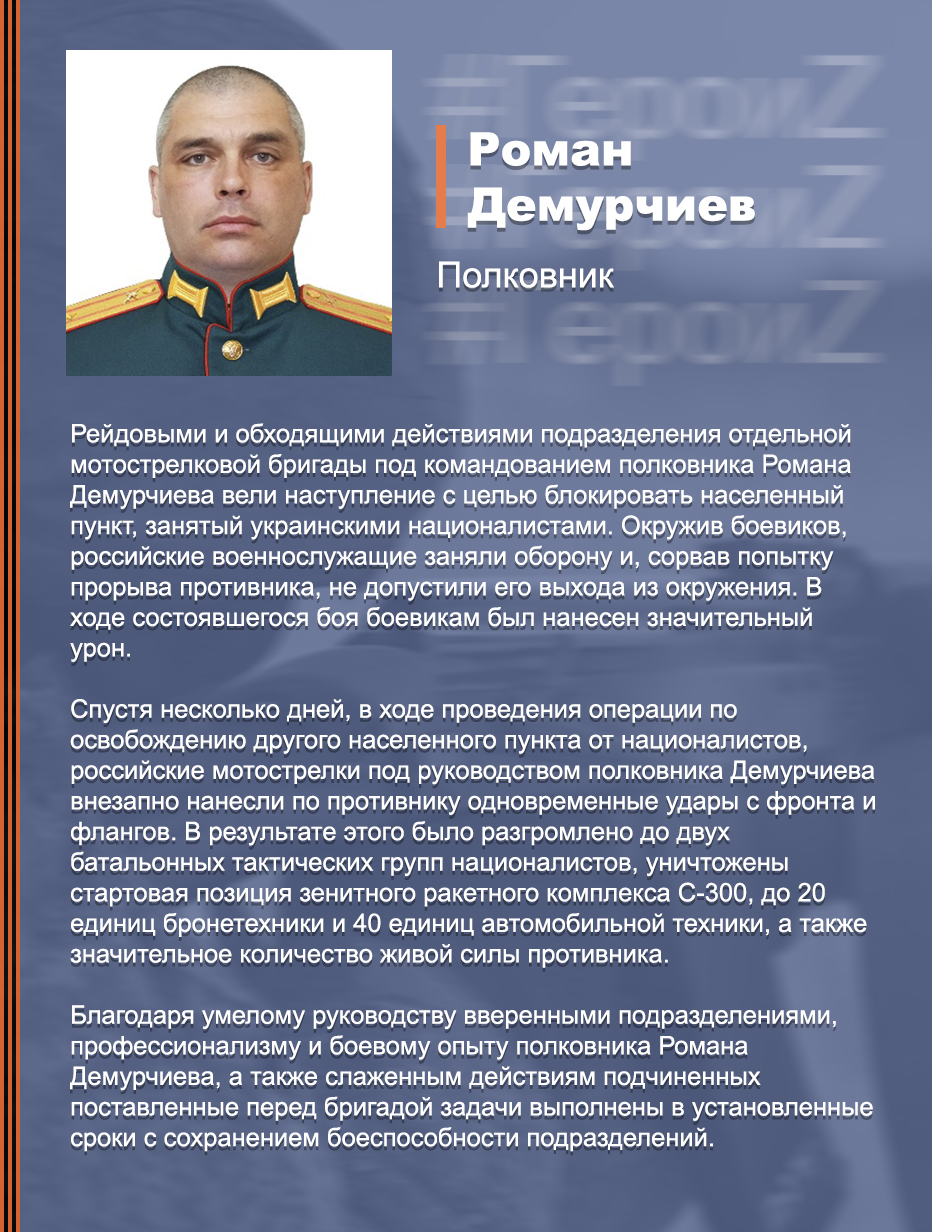 #ГероиZ
Роман
Демурчиев
#ГероиZ
Полковник
#ГероиZ
Рейдовыми и обходящими действиями подразделения отдельной
мотострелковой бригады под командованием полковника Романа
Демурчиева вели наступление с целью блокировать населенный
пункт, занятый украинскими националистами. Окружив боевиков,
российские военнослужащие заняли оборону и, сорвав попытку
прорыва противника, не допустили его выхода из окружения. В
ходе состоявшегося боя боевикам был нанесен значительный
урон.
Спустя несколько дней, в ходе проведения операции по
освобождению другого населенного пункта от националистов,
российские мотострелки под руководством полковника Демурчиева
внезапно нанесли по противнику одновременные удары с фронта и
флангов. В результате этого было разгромлено до двух
батальонных тактических групп националистов, уничтожены
стартовая позиция зенитного ракетного комплекса С-300, до 20
единиц бронетехники и 40 единиц автомобильной техники, а также
значительное количество живой силы противника.
Благодаря умелому руководству вверенными подразделениями,
профессионализму и боевому опыту полковника Романа
Демурчиева, а также слаженным действиям подчиненных
поставленные перед бригадой задачи выполнены в установленные
сроки с сохранением боеспособности подразделений.